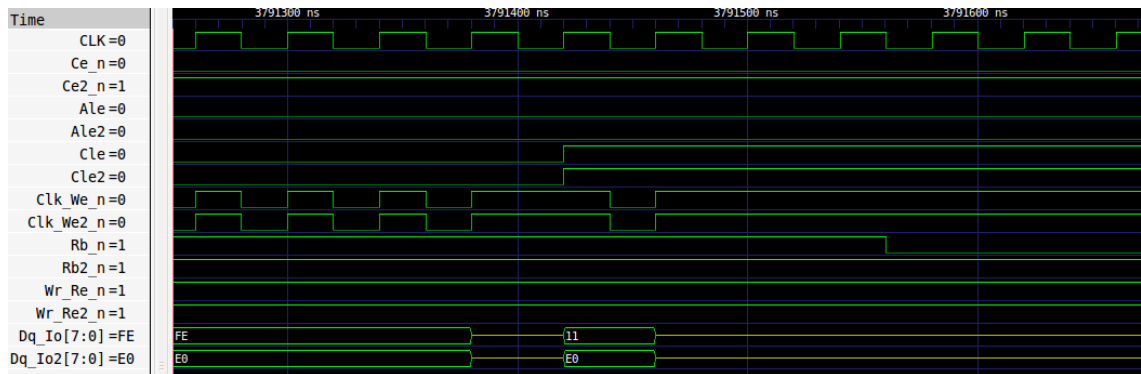 Time 3791300 ns 3791400 ns 3791500 ns 3791600 ns
CLK=0
Ce_n=0
Ce2_n=1
Ale=0
Ale2=0
Cle=0
Cle2=0
Clk_We_n=0
Clk_We2_n=0
Rb_n=1
Rb2_n=1
Wr_Re_n=1
Wr_Re2_n=1
Dq_Io[7:0]=FE FE 11
Dq_Io2[7:0]=E0 E0 E0